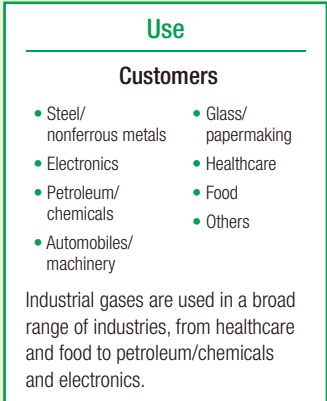 Use
Customers
• Steel/
nonferrous metals
• Electronics
• Petroleum/
chemicals
• Automobiles/
machinery
• Glass/
papermaking
• Healthcare
• Food
• Others
Industrial gases are used in a broad
range of industries, from healthcare
and food to petroleum/chemicals
and electronics.